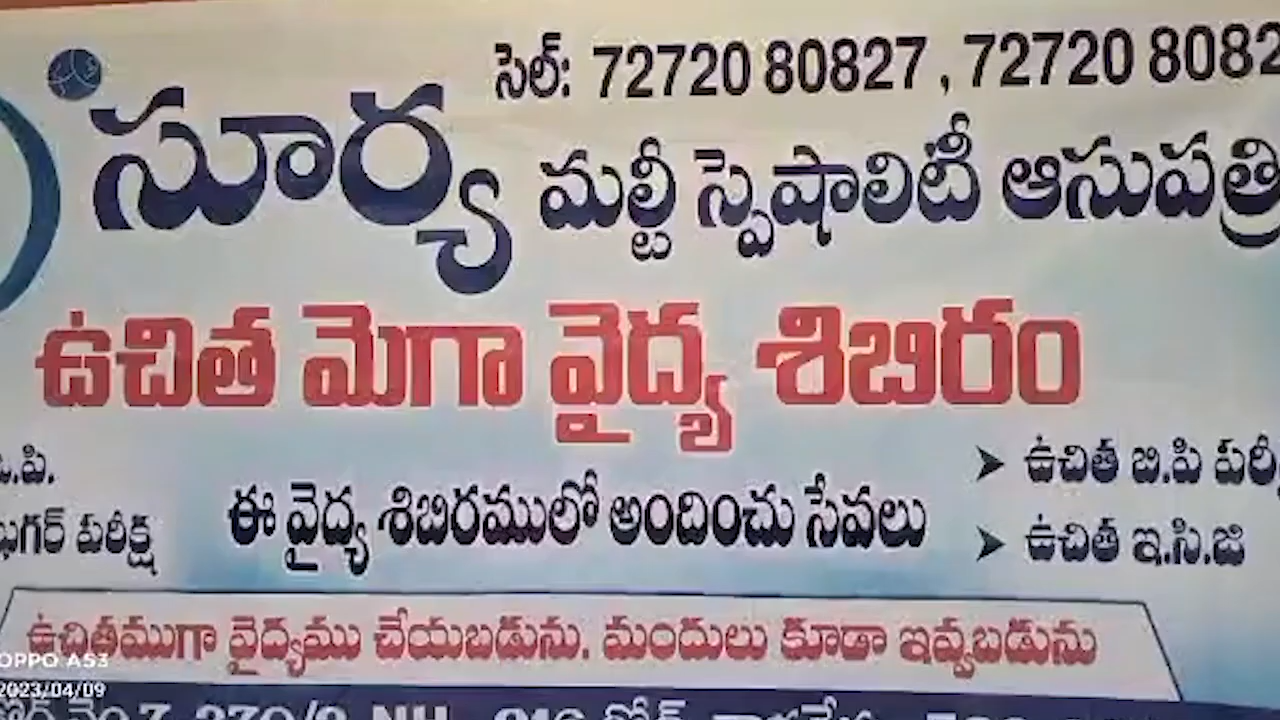 సెల్: 72720 80827, 72720 8082
సూర్య మల్టీ స్పెషాలిటీ ఆసుపత్రి
ఉచిత మెగా వైద్య శిబిరం
.పి.
షుగర్ పరీక్ష
ఈ వైద్య శిబిరములో అందించు సేవలు
➤ ఉచిత బి.పి
➤ ఉచిత ఇ.సి.జి
ఉచితముగా వైద్యము చేయబడును. మందులు కూడా ఇవ్వబడును
OPPO A53
2023/04/09